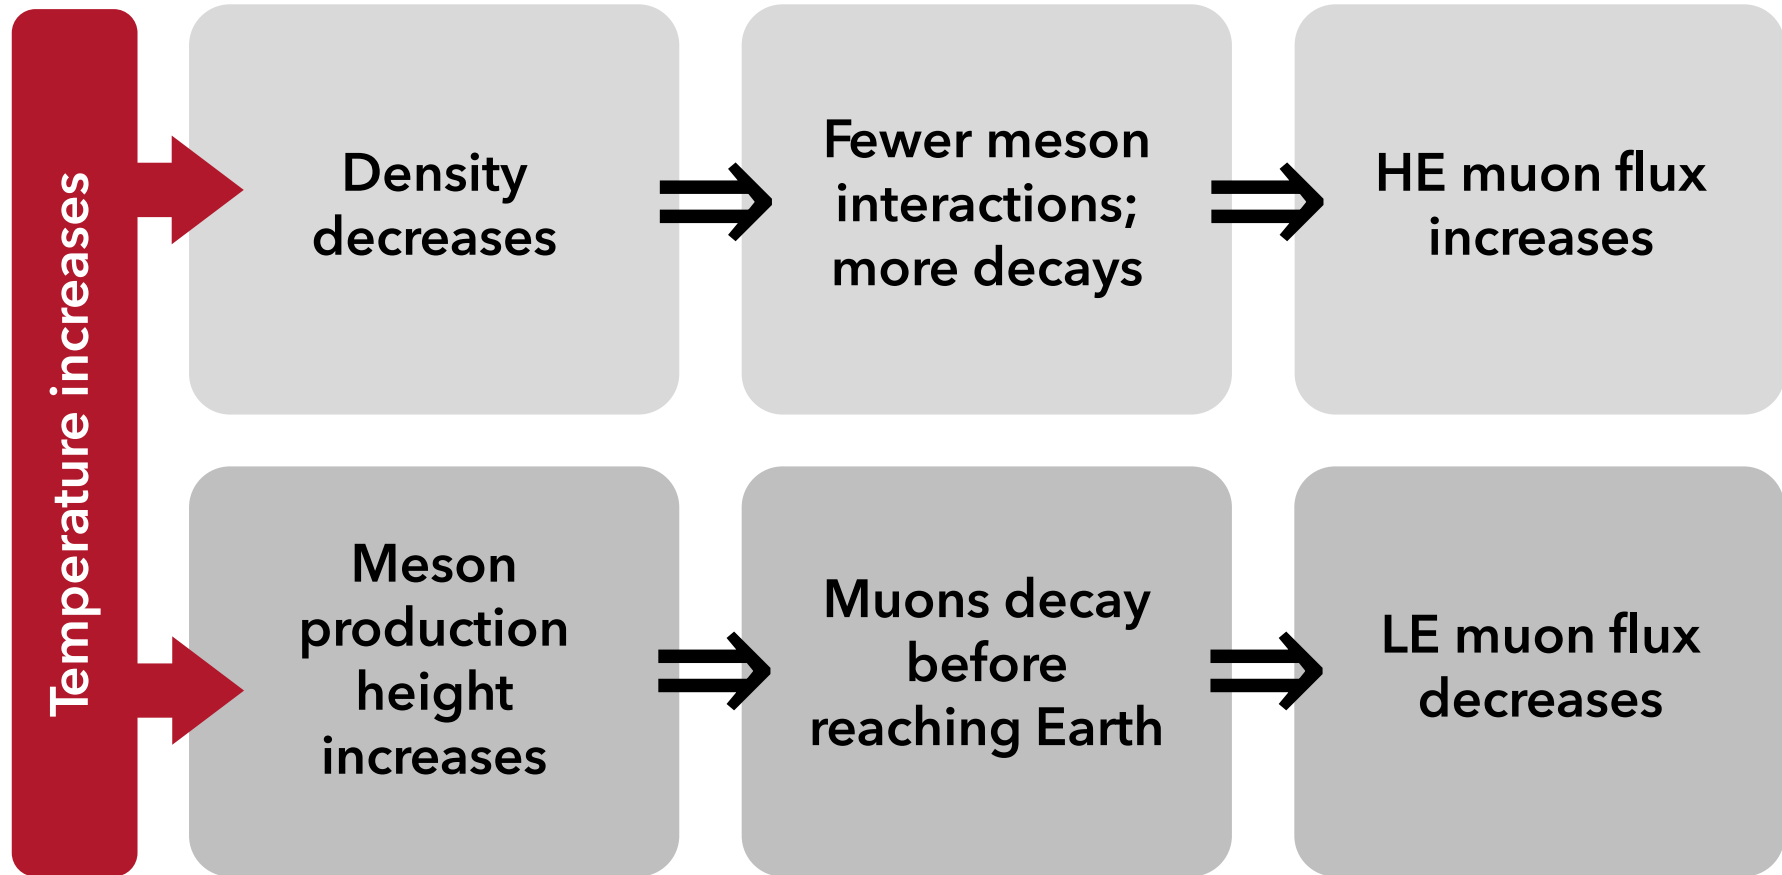 Temperature increases
Density
decreases
Fewer meson
interactions;
more decays
HE muon flux
increases
Meson
production
height
increases
Muons decay
before
reaching Earth
LE muon flux
decreases